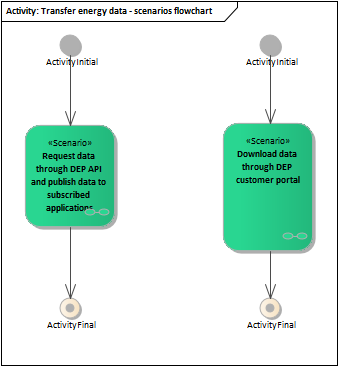 Activity: Transfer energy data - scenarios flowchart
ActivityInitial
«Scenario»
Request data
through DEP API
and publish data to
subscribed
applications
ActivityFinal
ActivityInitial
«Scenario»
Download data
through DEP
customer portal
ActivityFinal